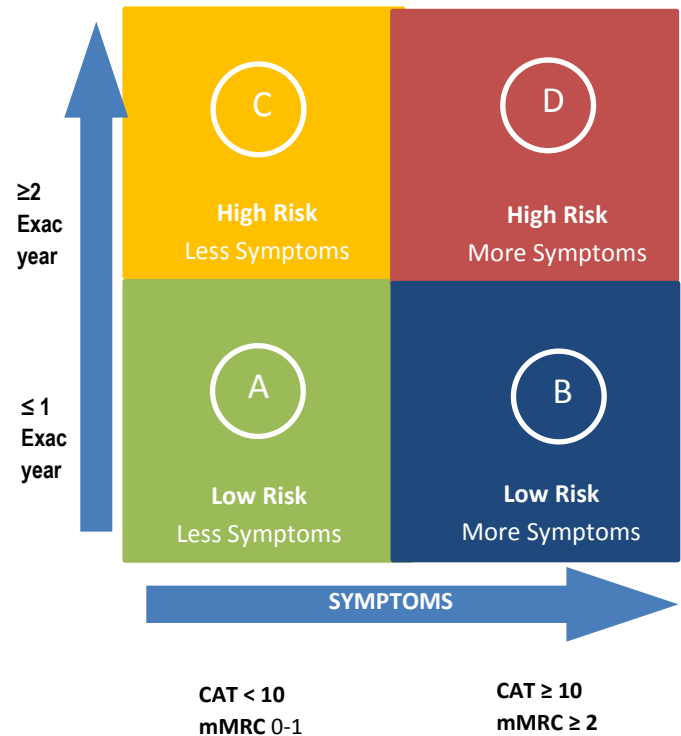 C
D
≥2
Exac
year
High Risk
Less Symptoms
High Risk
More Symptoms
A
B
≤ 1
Exac
year
Low Risk
Less Symptoms
Low Risk
More Symptoms
SYMPTOMS
CAT < 10
mMRC 0-1
CAT ≥ 10
mMRC ≥ 2